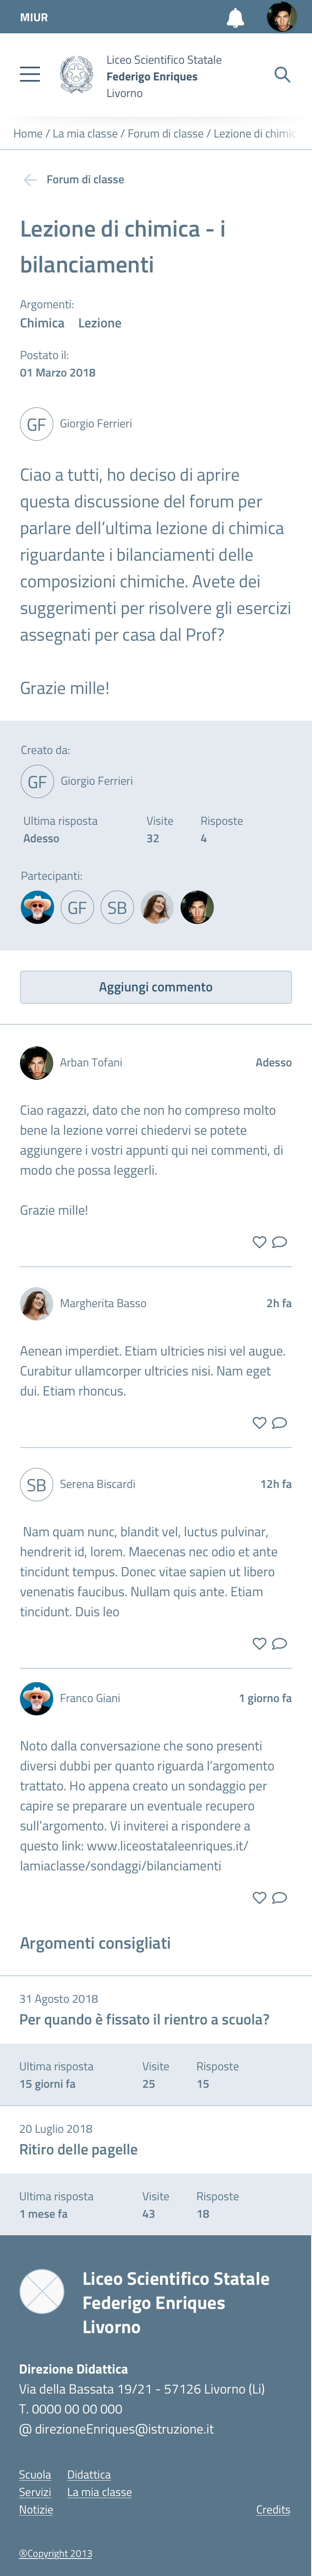 MIUR
Liceo Scientifico Statale
Federigo Enriques
Livorno
Home / La mia classe / Forum di classe / Lezione di chimic
Forum di classe
Lezione di chimica - i
bilanciamenti
Argomenti:
Chimica Lezione
Postato il:
01 Marzo 2018
GF Giorgio Ferrieri
Ciao a tutti, ho deciso di aprire
questa discussione del forum per
parlare dell'ultima lezione di chimica
riguardante i bilanciamenti delle
composizioni chimiche. Avete dei
suggerimenti per risolvere gli esercizi
assegnati per casa dal Prof?
Grazie mille!
Creato da:
GF Giorgio Ferrieri
Ultima risposta Visite Risposte
Adesso 32 4
Partecipanti:
GF SB
Aggiungi commento
Arban Tofani Adesso
Ciao ragazzi, dato che non ho compreso molto
bene la lezione vorrei chiedervi se potete
aggiungere i vostri appunti qui nei commenti, di
modo che possa leggerli.
Grazie mille!
Margherita Basso 2h fa
Aenean imperdiet. Etiam ultricies nisi vel augue.
Curabitur ullamcorper ultricies nisi. Nam eget
dui. Etiam rhoncus.
SB Serena Biscardi 12h fa
Nam quam nunc, blandit vel, luctus pulvinar,
hendrerit id, lorem. Maecenas nec odio et ante
tincidunt tempus. Donec vitae sapien ut libero
venenatis faucibus. Nullam quis ante. Etiam
tincidunt. Duis leo
Franco Giani 1 giorno fa
Noto dalla conversazione che sono presenti
diversi dubbi per quanto riguarda l'argomento
trattato. Ho appena creato un sondaggio per
capire se preparare un eventuale recupero
sull'argomento. Vi inviterei a rispondere a
questo link: www.liceostataleenriques.it/
lamiaclasse/sondaggi/bilanciamenti
Argomenti consigliati
31 Agosto 2018
Per quando è fissato il rientro a scuola?
Ultima risposta Visite Risposte
15 giorni fa 25 15
20 Luglio 2018
Ritiro delle pagelle
Ultima risposta Visite Risposte
1 mese fa 43 18
Liceo Scientifico Statale
Federigo Enriques
Livorno
Direzione Didattica
Via della Bassata 19/21 - 57126 Livorno (Li)
T. 0000 00 00 000
@ direzioneEnriques@istruzione.it
Scuola Didattica
Servizi La mia classe
Notizie Credits
®Copyright 2013